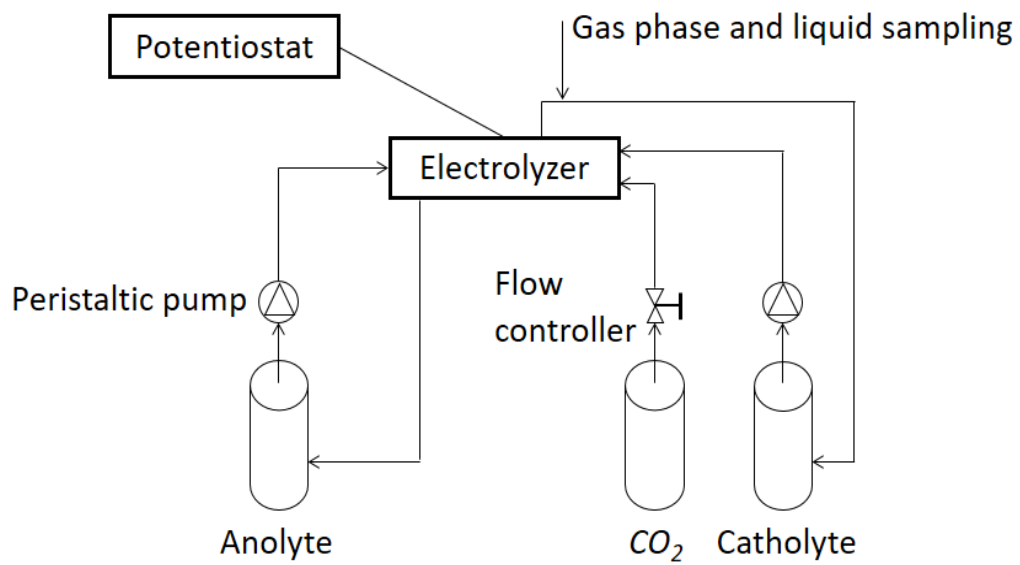 Gas phase and liquid sampling
Potentiostat
Electrolyzer
Peristaltic pump
Flow
controller
Anolyte
CO₂
Catholyte